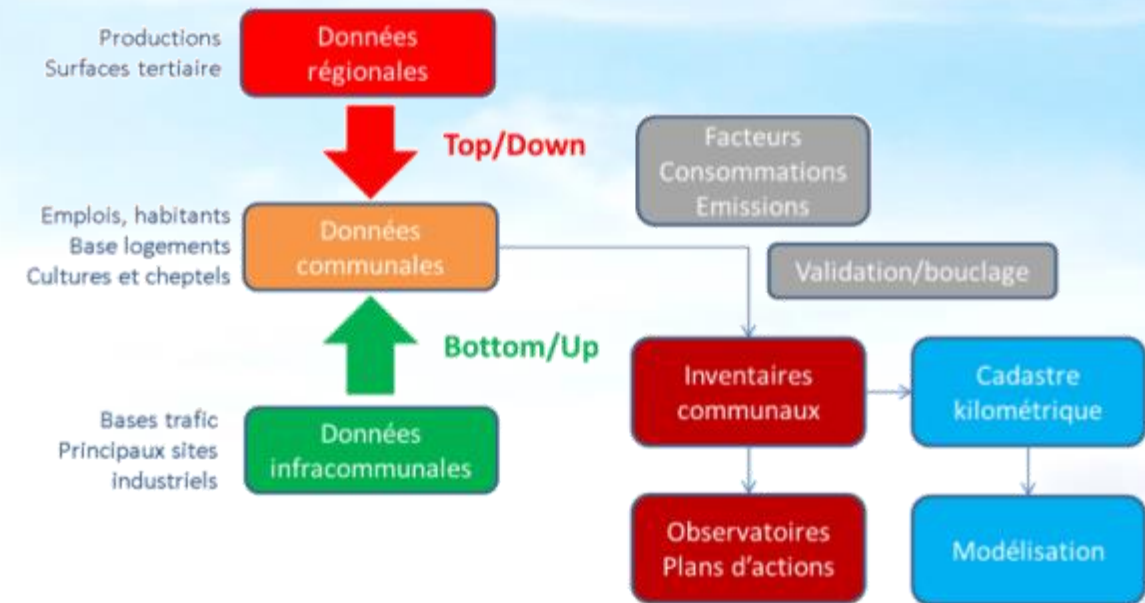 Productions
Surfaces tertiaire
Données
régionales
Top/Down
Facteurs
Consommations
Emissions
Emplois, habitants
Base logements
Cultures et cheptels
Données
communales
Validation/bouclage
Bottom/Up
Inventaires
communaux
Cadastre
kilométrique
Bases trafic
Principaux sites
industriels
Données
infracommunales
Observatoires
Plans d'actions
Modélisation